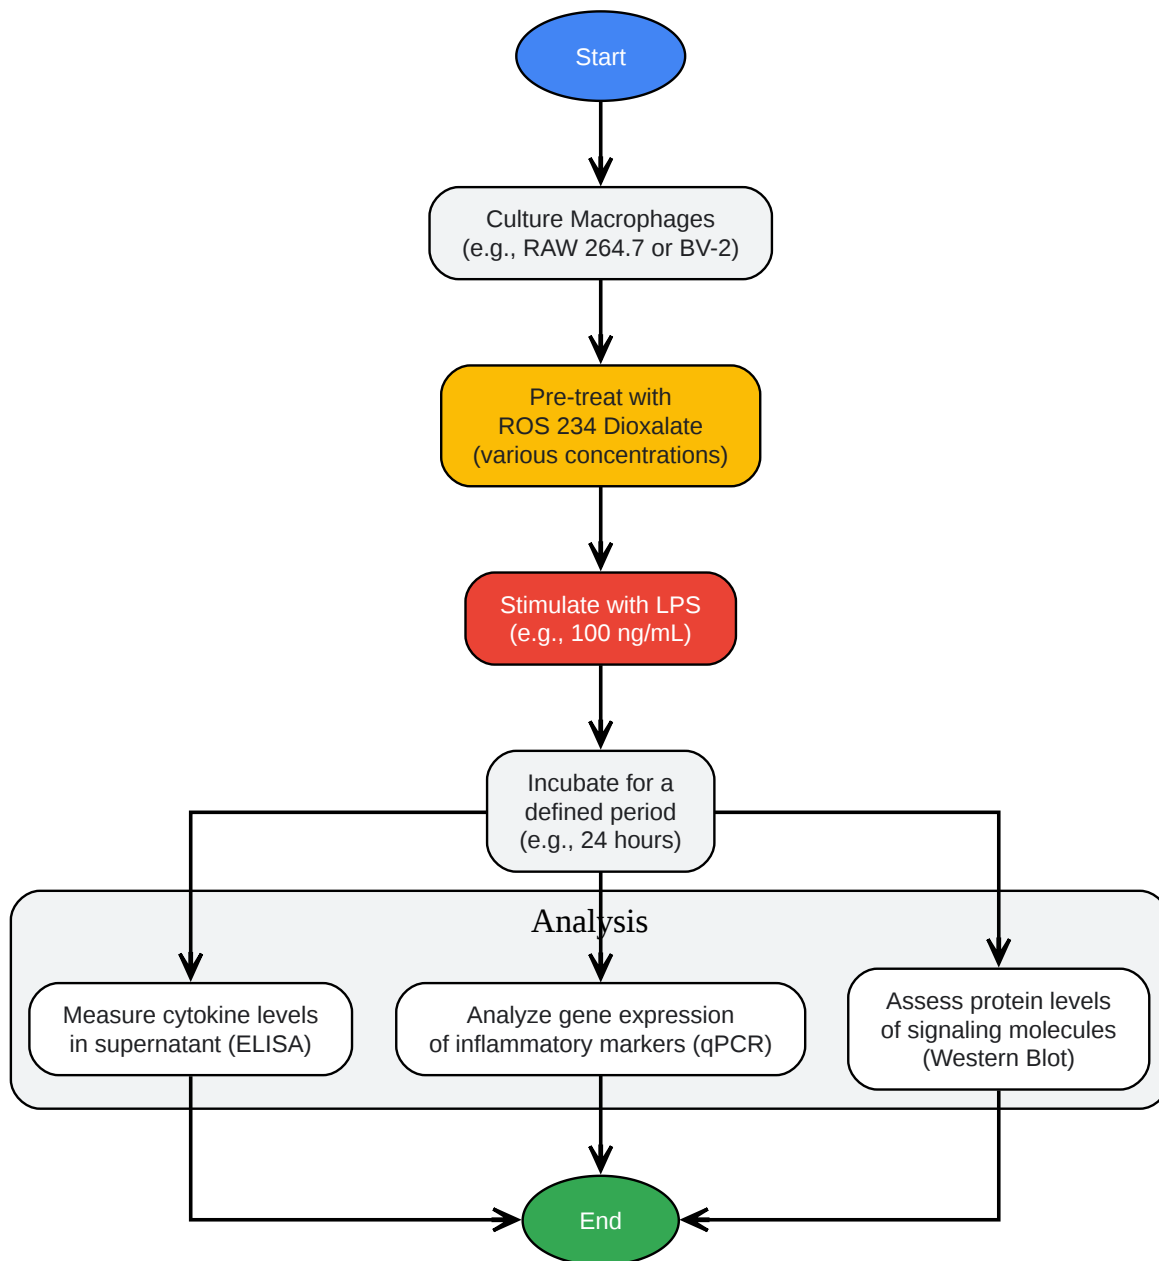 Start
Culture Macrophages
(e.g., RAW 264.7 or BV-2)
Pre-treat with
ROS 234 Dioxalate
(various concentrations)
Stimulate with LPS
(e.g., 100 ng/mL)
Incubate for a
defined period
(e.g., 24 hours)
Analysis
Measure cytokine levels
in supernatant (ELISA)
Analyze gene expression
of inflammatory markers (qPCR)
Assess protein levels
of signaling molecules
(Western Blot)
End